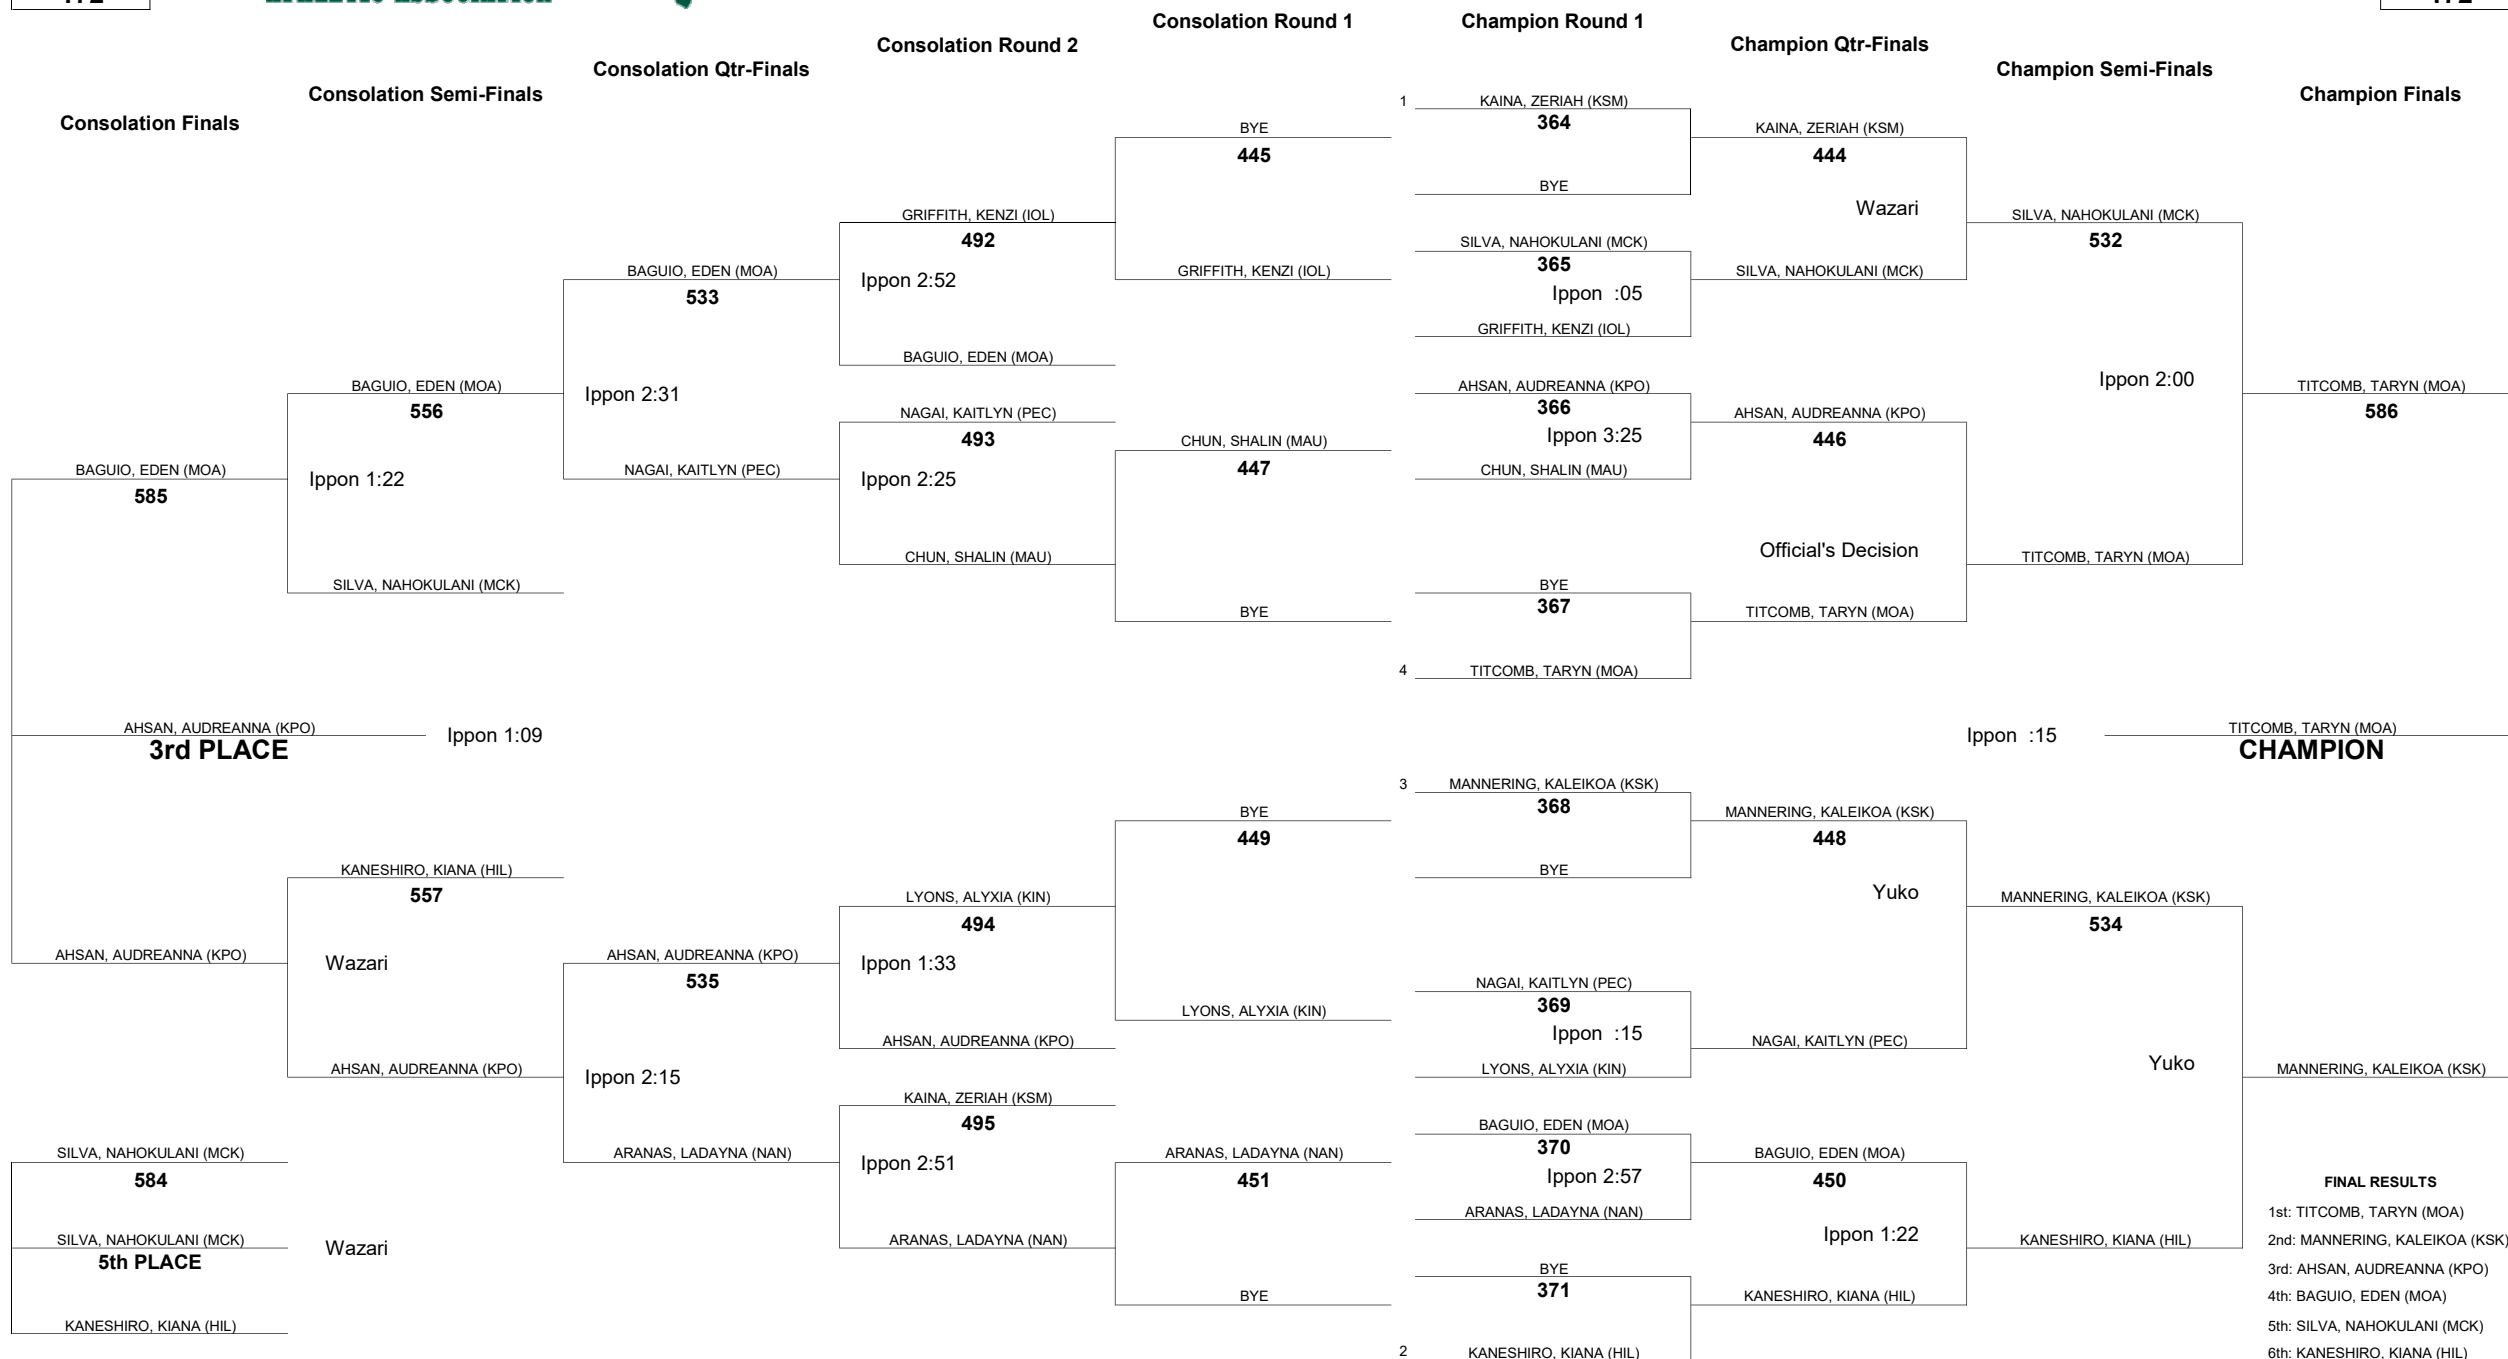 Consolation Round 1
Champion Round 1
Consolation Round 2
Champion Qtr-Finals
Consolation Qtr-Finals
Champion Semi-Finals
Consolation Semi-Finals
Champion Finals
Consolation Finals
1 KAINA, ZERIAH (KSM)
364
BYE
445
KAINA, ZERIAH (KSM)
444
BYE
Wazari
GRIFFITH, KENZI (IOL)
492
SILVA, NAHOKULANI (MCK)
532
SILVA, NAHOKULANI (MCK)
365
Ippon :05
BAGUIO, EDEN (MOA)
533
Ippon 2:52
GRIFFITH, KENZI (IOL)
SILVA, NAHOKULANI (MCK)
GRIFFITH, KENZI (IOL)
BAGUIO, EDEN (MOA)
BAGUIO, EDEN (MOA)
556
Ippon 2:31
AHSAN, AUDREANNA (KPO)
366
Ippon 3:25
Ippon 2:00
TITCOMB, TARYN (MOA)
586
NAGAI, KAITLYN (PEC)
493
AHSAN, AUDREANNA (KPO)
446
CHUN, SHALIN (MAU)
447
BAGUIO, EDEN (MOA)
585
Ippon 1:22
NAGAI, KAITLYN (PEC)
Ippon 2:25
CHUN, SHALIN (MAU)
CHUN, SHALIN (MAU)
Official's Decision
TITCOMB, TARYN (MOA)
SILVA, NAHOKULANI (MCK)
BYE
367
BYE
TITCOMB, TARYN (MOA)
4 TITCOMB, TARYN (MOA)
AHSAN, AUDREANNA (KPO)
3rd PLACE
Ippon 1:09
Ippon :15
TITCOMB, TARYN (MOA)
CHAMPION
3 MANNERING, KALEIKOA (KSK)
368
BYE
449
MANNERING, KALEIKOA (KSK)
448
KANESHIRO, KIANA (HIL)
557
BYE
Yuko
LYONS, ALYXIA (KIN)
494
MANNERING, KALEIKOA (KSK)
534
AHSAN, AUDREANNA (KPO)
Wazari
AHSAN, AUDREANNA (KPO)
535
Ippon 1:33
NAGAI, KAITLYN (PEC)
369
Ippon :15
LYONS, ALYXIA (KIN)
AHSAN, AUDREANNA (KPO)
NAGAI, KAITLYN (PEC)
AHSAN, AUDREANNA (KPO)
Ippon 2:15
LYONS, ALYXIA (KIN)
Yuko
MANNERING, KALEIKOA (KSK)
KAINA, ZERIAH (KSM)
495
BAGUIO, EDEN (MOA)
370
Ippon 2:57
SILVA, NAHOKULANI (MCK)
584
ARANAS, LADAYNA (NAN)
Ippon 2:51
ARANAS, LADAYNA (NAN)
451
BAGUIO, EDEN (MOA)
450
ARANAS, LADAYNA (NAN)
SILVA, NAHOKULANI (MCK)
5th PLACE
Wazari
ARANAS, LADAYNA (NAN)
Ippon 1:22
KANESHIRO, KIANA (HIL)
BYE
371
BYE
KANESHIRO, KIANA (HIL)
KANESHIRO, KIANA (HIL)
2 KANESHIRO, KIANA (HIL)
FINAL RESULTS
1st: TITCOMB, TARYN (MOA)
2nd: MANNERING, KALEIKOA (KSK)
3rd: AHSAN, AUDREANNA (KPO)
4th: BAGUIO, EDEN (MOA)
5th: SILVA, NAHOKULANI (MCK)
6th: KANESHIRO, KIANA (HIL)